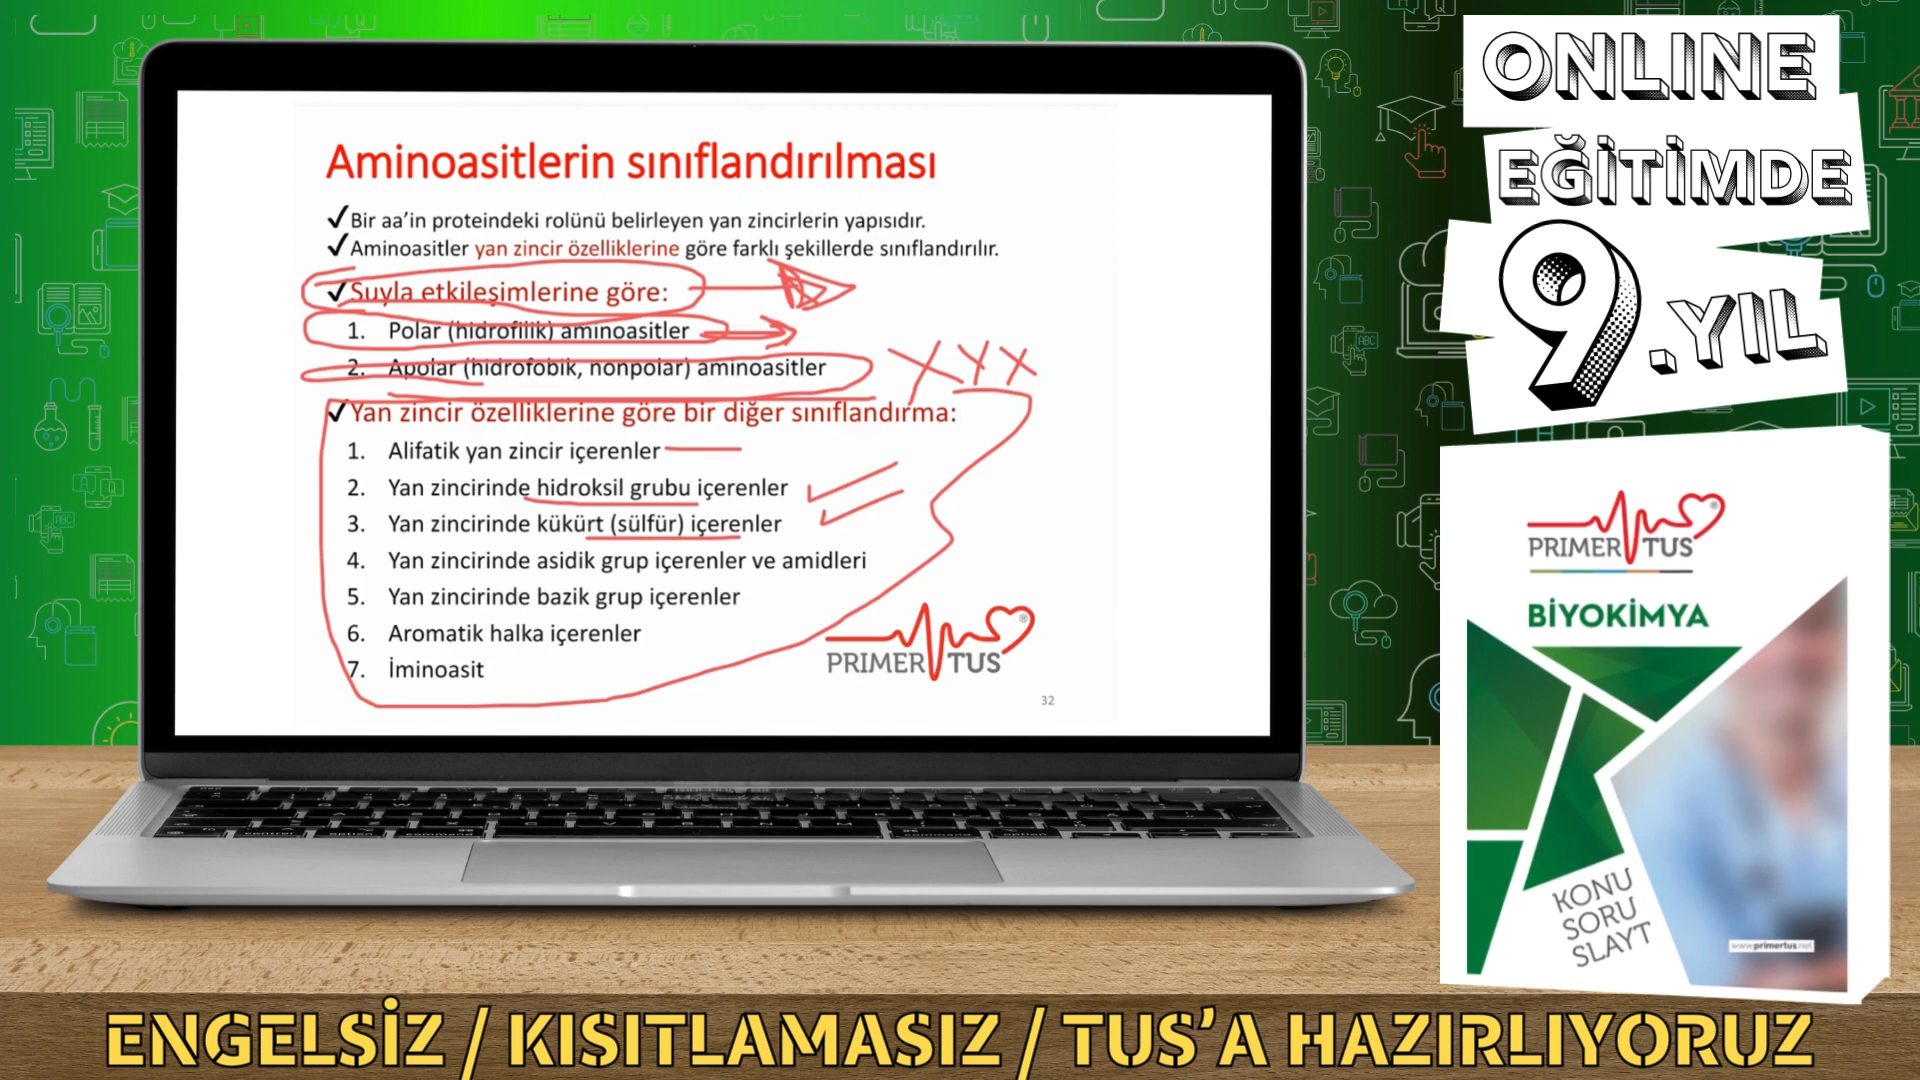 Aminoasitlerin sınıflandırılması
✓Bir aa’in proteindeki rolünü belirleyen yan zincirlerin yapısıdır.
✓Aminoasitler yan zincir özelliklerine göre farklı şekillerde sınıflandırılır.
✓Suyla etkileşimlerine göre:
1. Polar (hidrofilik) aminoasitler
2. Apolar (hidrofobik, nonpolar) aminoasitler
XYX
✓Yan zincir özelliklerine göre bir diğer sınıflandırma:
1. Alifatik yan zincir içerenler
2. Yan zincirinde hidroksil grubu içerenler
3. Yan zincirinde kükürt (sülfür) içerenler
4. Yan zincirinde asidik grup içerenler ve amidleri
5. Yan zincirinde bazik grup içerenler
6. Aromatik halka içerenler
7. İminoasit
PRIMER TUS
®
32
ONLINE
EĞİTİMDE
9.YIL
PRIMER TUS
®
BİYOKİMYA
KONU
SORU
SLAYT
www.primertus.net
ENGELSİZ / KISITLAMASIZ / TUS’A HAZIRLIYORUZ